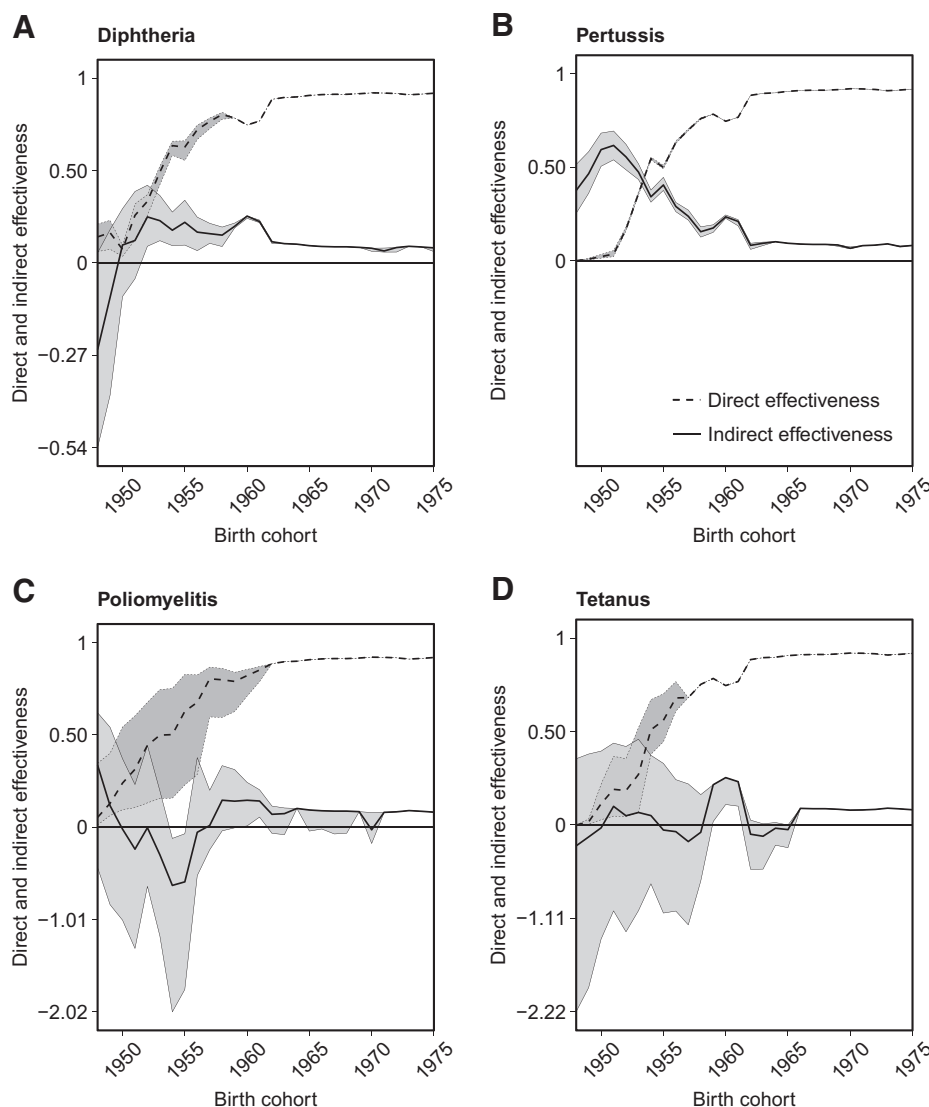 A
Diphtheria
Direct and indirect effectiveness
1
0.50
0
−0.27
−0.54
1950
1955
1960
1965
1970
1975
Birth cohort
B
Pertussis
Direct and indirect effectiveness
1
0.50
0
Direct effectiveness
Indirect effectiveness
1950
1955
1960
1965
1970
1975
Birth cohort
C
Poliomyelitis
Direct and indirect effectiveness
1
0.50
0
−1.01
−2.02
1950
1955
1960
1965
1970
1975
Birth cohort
D
Tetanus
Direct and indirect effectiveness
1
0.50
0
−1.11
−2.22
1950
1955
1960
1965
1970
1975
Birth cohort